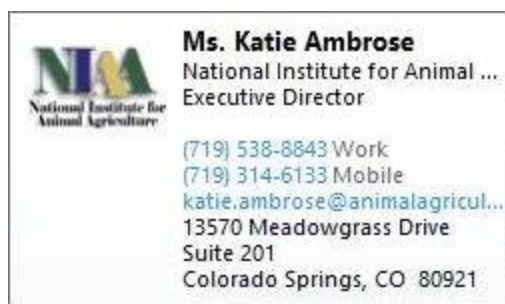 NIAA
National Institute for
Animal Agriculture
Ms. Katie Ambrose
National Institute for Animal ...
Executive Director
(719) 538-8843 Work
(719) 314-6133 Mobile
katie.ambrose@animalagricul...
13570 Meadowgrass Drive
Suite 201
Colorado Springs, CO 80921